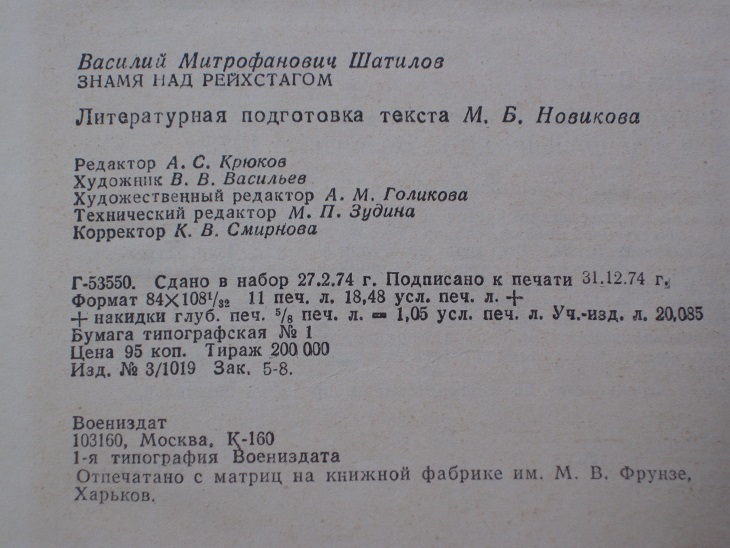 Василий Митрофанович Шатилов
ЗНАМЯ НАД РЕЙХСТАГОМ
Литературная подготовка текста М. Б. Новикова
Редактор А. С. Крюков
Художник В. В. Васильев
Художественный редактор А. М. Голикова
Технический редактор М. П. Зудина
Корректор К. В. Смирнова
Г-53550. Сдано в набор 27.2.74 г. Подписано к печати 31.12.74 г.
Формат 84×108¹/₃₂ 11 печ. л. 18,48 усл. печ. л. +
+ накидки глуб. печ. ⁵/₈ печ. л. = 1,05 усл. печ. л. Уч.-изд. л. 20,085
Бумага типографская № 1
Цена 95 коп. Тираж 200 000
Изд. № 3/1019 Зак. 5-8.
Воениздат
103160, Москва, К-160
1-я типография Воениздата
Отпечатано с матриц на книжной фабрике им. М. В. Фрунзе,
Харьков.